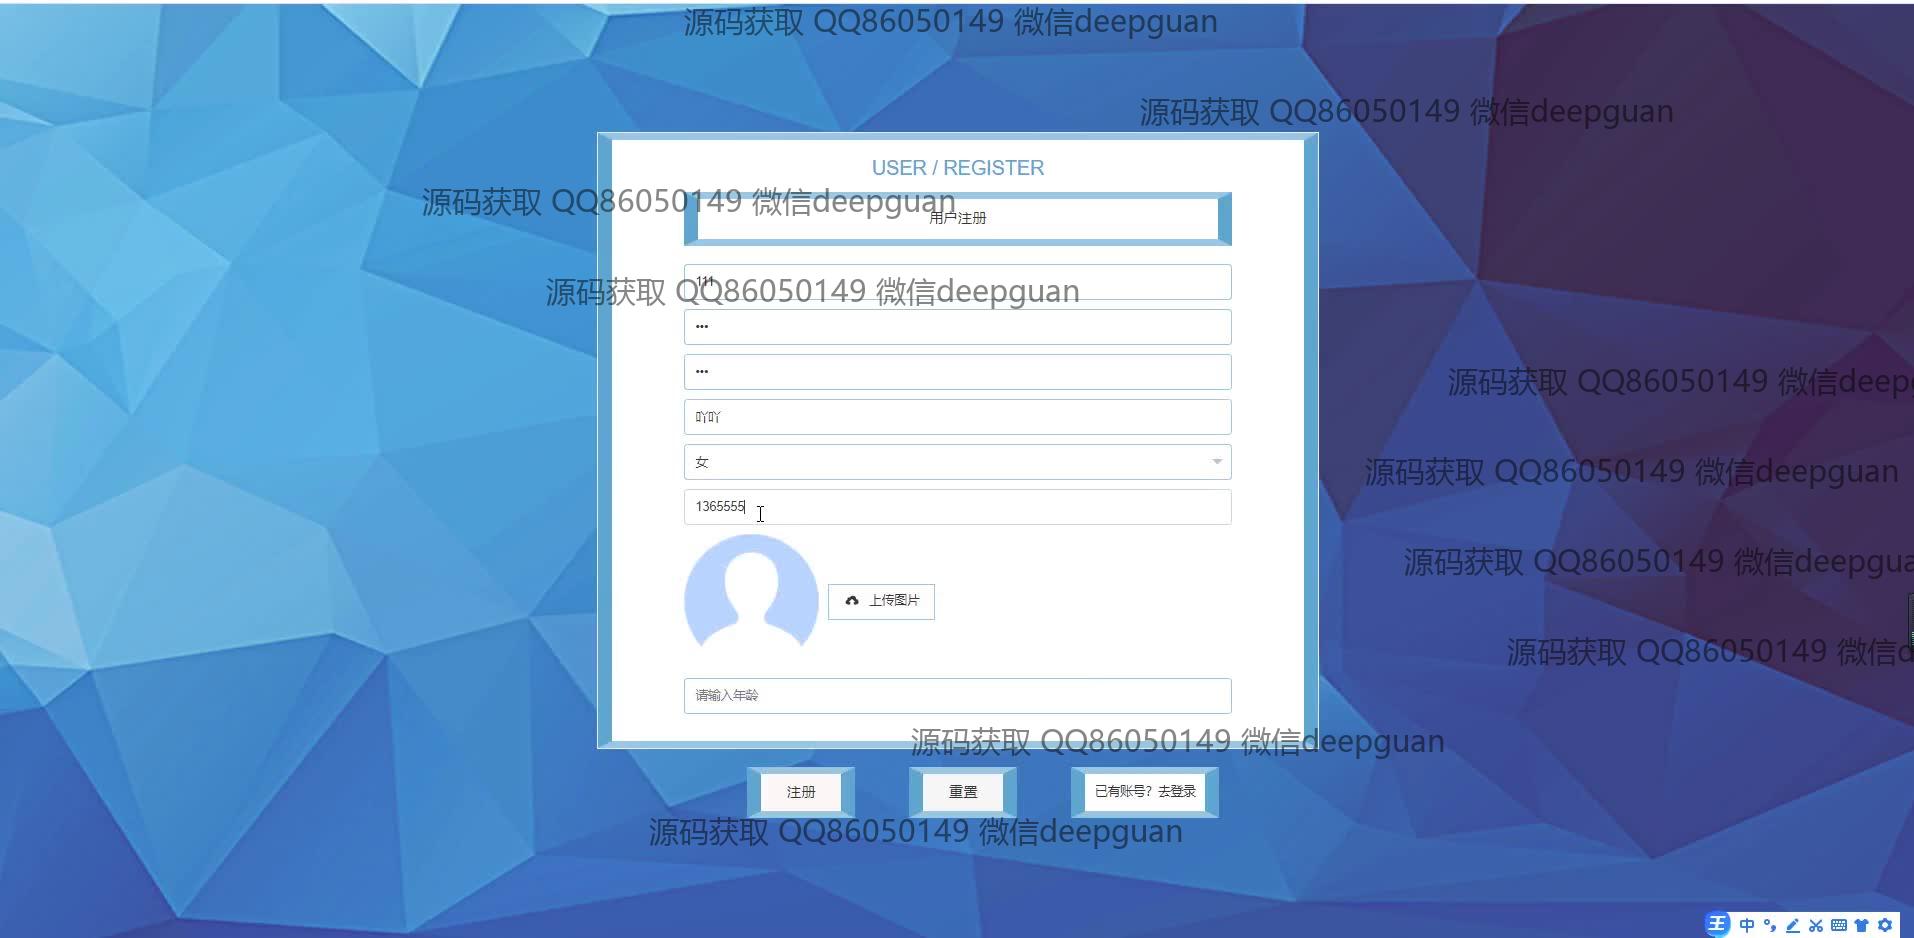 源码获取 QQ86050149 微信deepguan
源码获取 QQ86050149 微信deepguan
USER / REGISTER
源码获取 QQ86050149 微信deepguan
用户注册
111
源码获取 QQ86050149 微信deepguan
•••
•••
源码获取 QQ86050149 微信deep
吖吖
女
源码获取 QQ86050149 微信deepguan
1365555
源码获取 QQ86050149 微信deepgua
上传图片
源码获取 QQ86050149 微信d
请输入年龄
源码获取 QQ86050149 微信deepguan
注册
重置
已有账号？去登录
源码获取 QQ86050149 微信deepguan
王 中